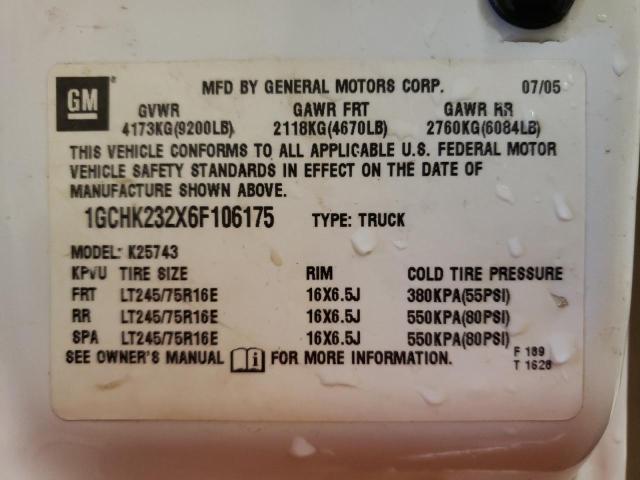 GM®
MFD BY GENERAL MOTORS CORP. 07/05
GVWR GAWR FRT GAWR RR
4173KG(9200LB) 2118KG(4670LB) 2760KG(6084LB)
THIS VEHICLE CONFORMS TO ALL APPLICABLE U.S. FEDERAL MOTOR
VEHICLE SAFETY STANDARDS IN EFFECT ON THE DATE OF
MANUFACTURE SHOWN ABOVE.
1GCHK232X6F106175 TYPE: TRUCK
MODEL: K25743
TIRE SIZE RIM COLD TIRE PRESSURE
FRT LT245/75R16E 16X6.5J 380KPA(55PSI)
RR LT245/75R16E 16X6.5J 550KPA(80PSI)
SPA LT245/75R16E 16X6.5J 550KPA(80PSI)
SEE OWNER'S MANUAL i FOR MORE INFORMATION.
F 189
T 1628